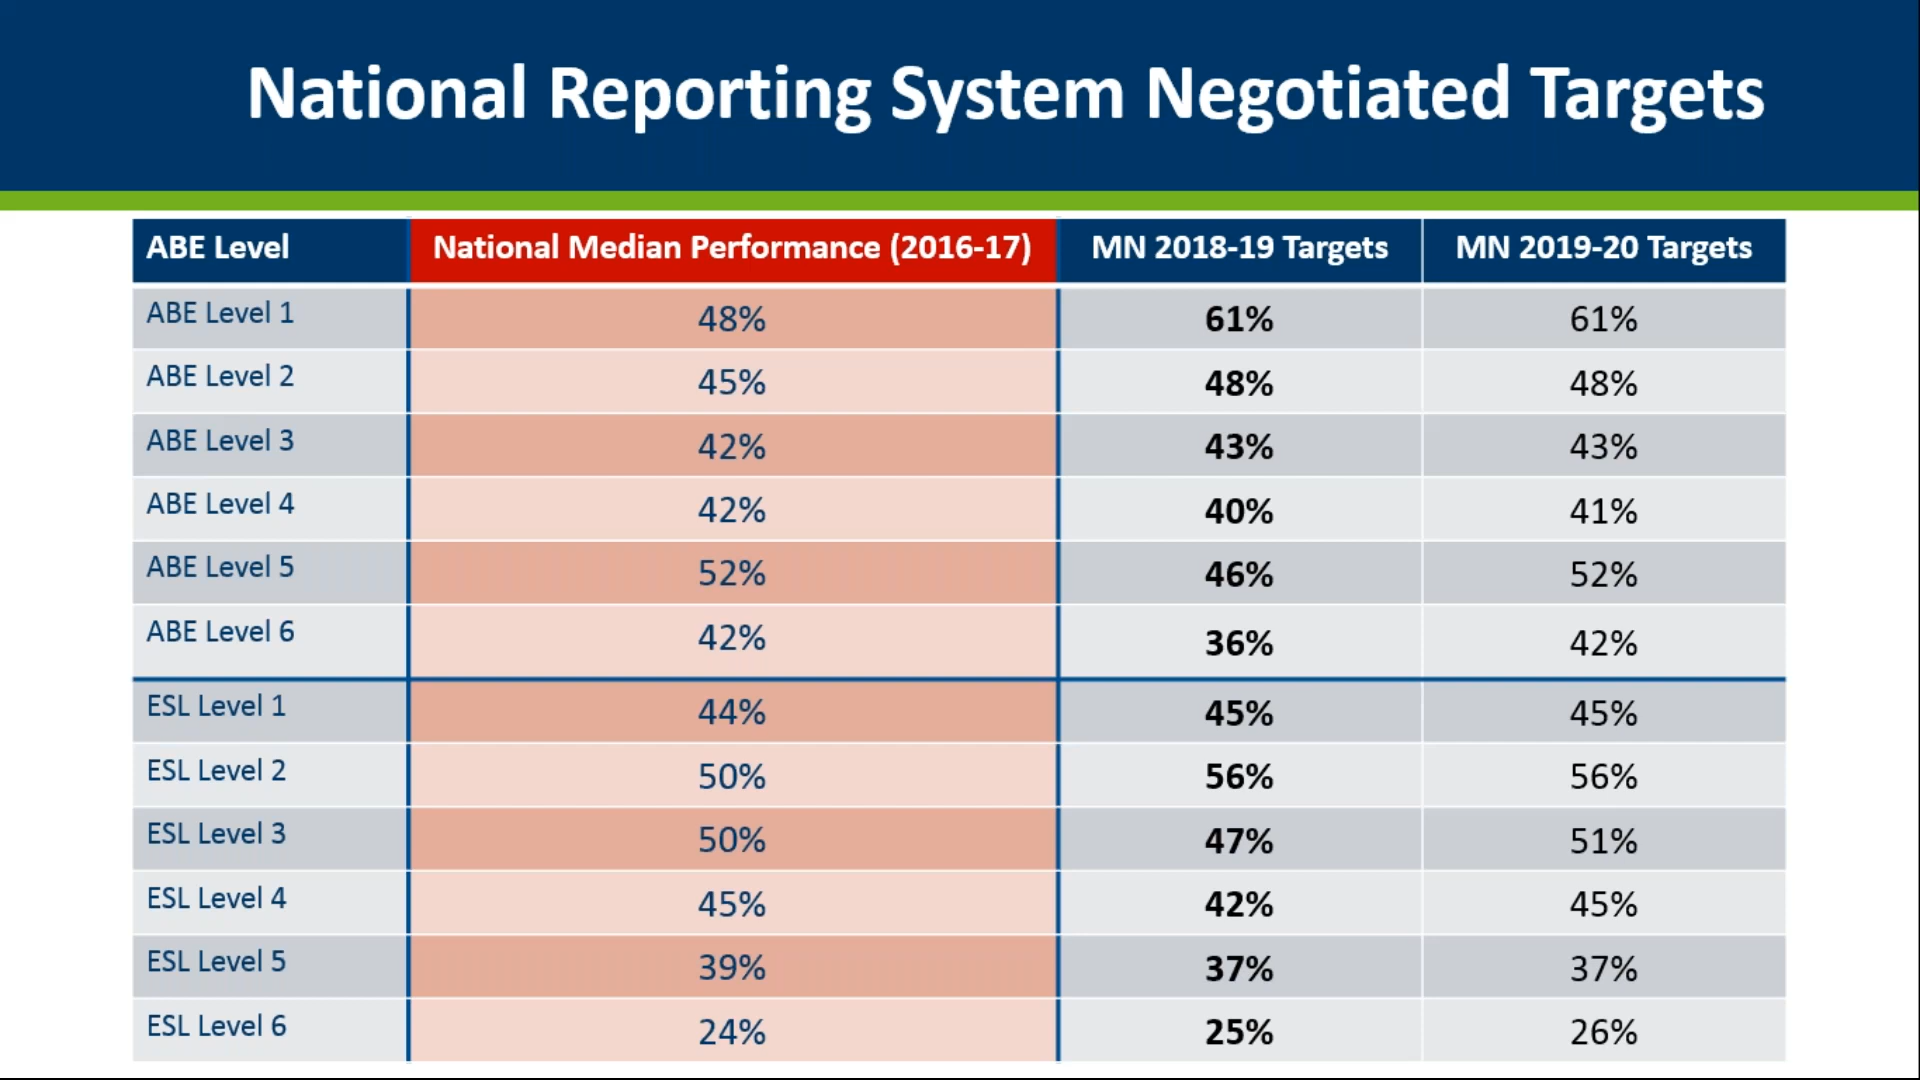 National Reporting System Negotiated Targets
ABE Level National Median Performance (2016-17) MN 2018-19 Targets MN 2019-20 Targets
ABE Level 1 48% 61% 61%
ABE Level 2 45% 48% 48%
ABE Level 3 42% 43% 43%
ABE Level 4 42% 40% 41%
ABE Level 5 52% 46% 52%
ABE Level 6 42% 36% 42%
ESL Level 1 44% 45% 45%
ESL Level 2 50% 56% 56%
ESL Level 3 50% 47% 51%
ESL Level 4 45% 42% 45%
ESL Level 5 39% 37% 37%
ESL Level 6 24% 25% 26%